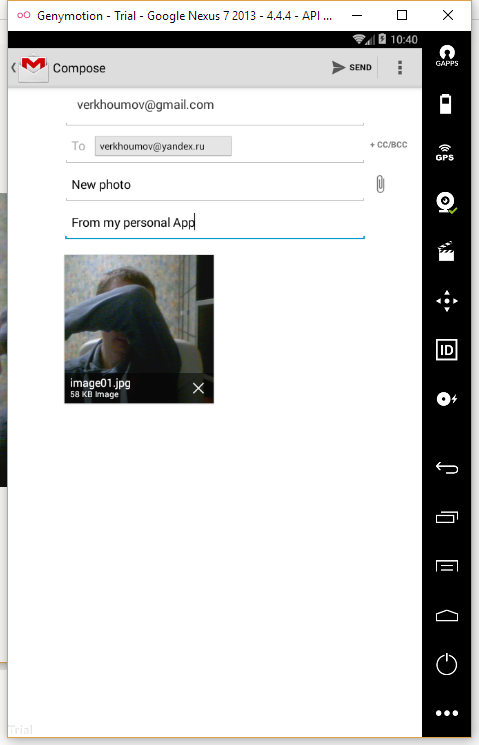 Genymotion - Trial - Google Nexus 7 2013 - 4.4.4 - API ...
10:40
Compose
SEND
GAPPS
verkhoumov@gmail.com
To verkhoumov@yandex.ru + CC/BCC
GPS
New photo
From my personal App
ID
image01.jpg
58 KB Image
Trial